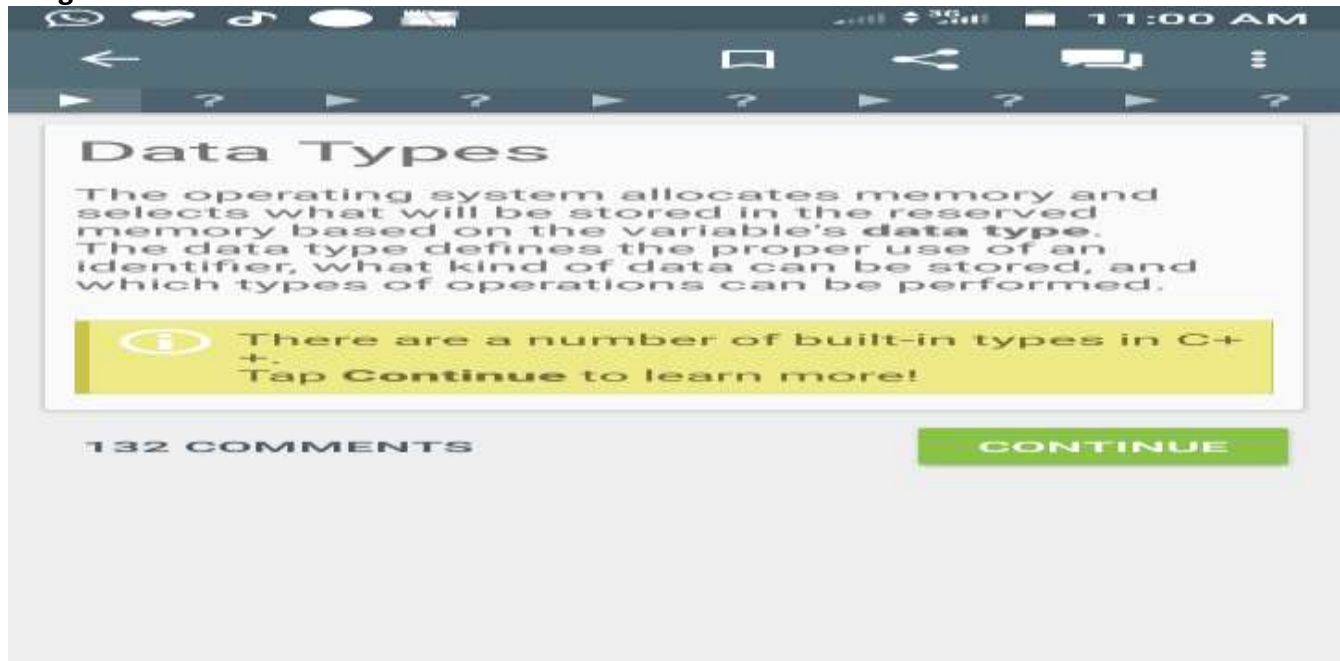 3G
11:00 AM
? ? ? ? ?
Data Types
The operating system allocates memory and
selects what will be stored in the reserved
memory based on the variable's data type.
The data type defines the proper use of an
identifier, what kind of data can be stored, and
which types of operations can be performed.
There are a number of built-in types in C+
+.
Tap Continue to learn more!
132 COMMENTS
CONTINUE